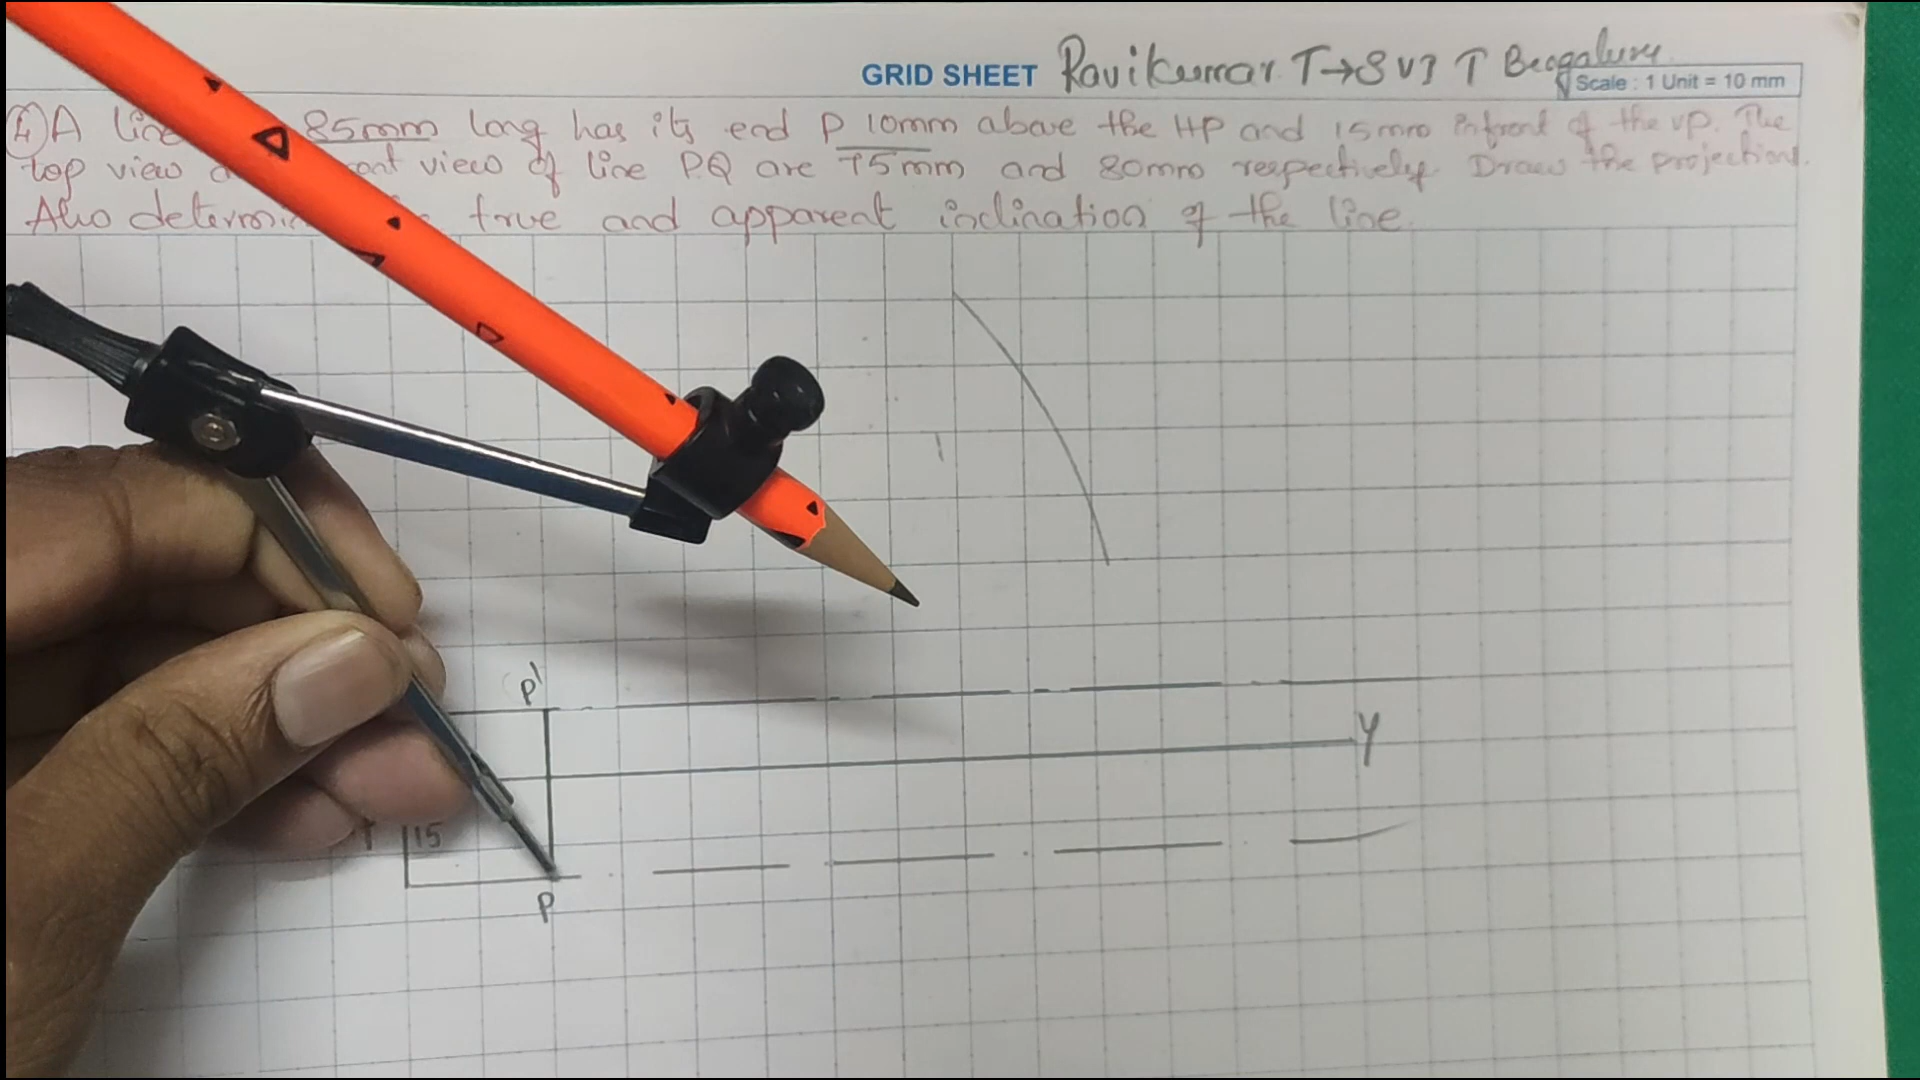 GRID SHEET Ravikumar T→SVIT Bengaluru
Scale : 1 Unit = 10 mm
4) A line 85mm long has its end P 10mm above the HP and 15mm infront of the VP. The
top view front view of line PQ are 75mm and 80mm respectively. Draw the projections.
Also determine true and apparent inclination of the line.
p'
Y
15
P